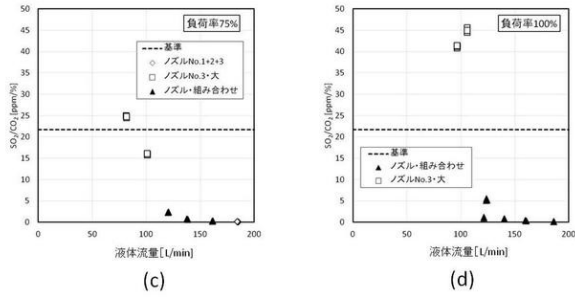 負荷率75%
50
45
40
35
30
25
20
15
10
5
0
SO₂/CO₂ [ppm/%]
基準
ノズルNo.1+2+3
ノズルNo.3・大
ノズル・組み合わせ
0 50 100 150 200
液体流量[L/min]
(c)
負荷率100%
50
45
40
35
30
25
20
15
10
5
0
SO₂/CO₂ [ppm/%]
基準
ノズル・組み合わせ
ノズルNo.3・大
0 50 100 150 200
液体流量[L/min]
(d)